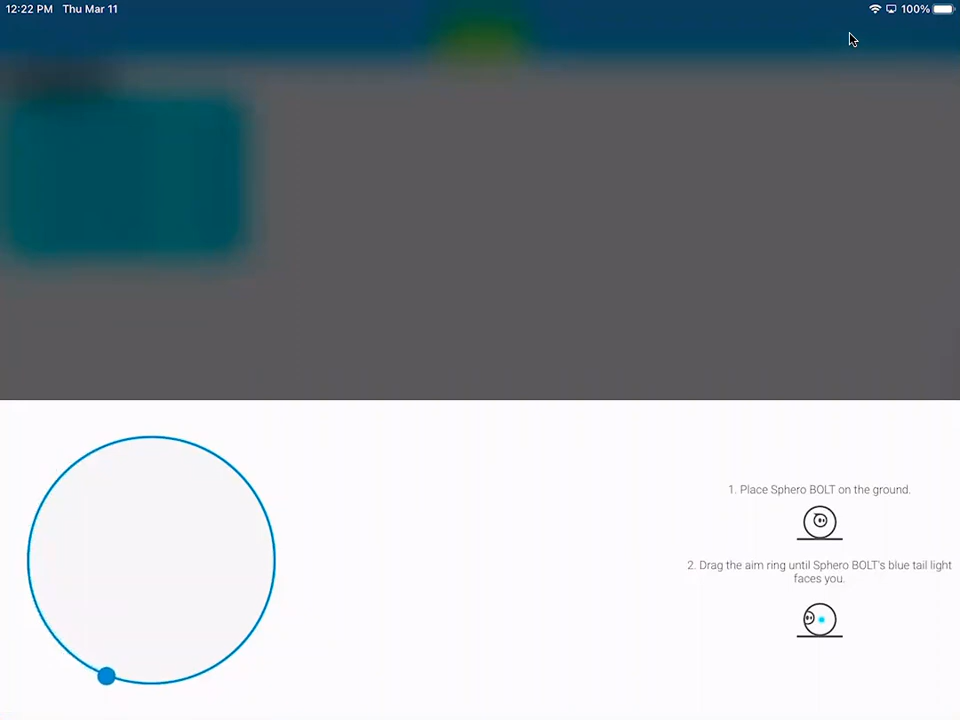 12:22 PM Thu Mar 11 100%
1. Place Sphero BOLT on the ground.
2. Drag the aim ring until Sphero BOLT's blue tail light
faces you.